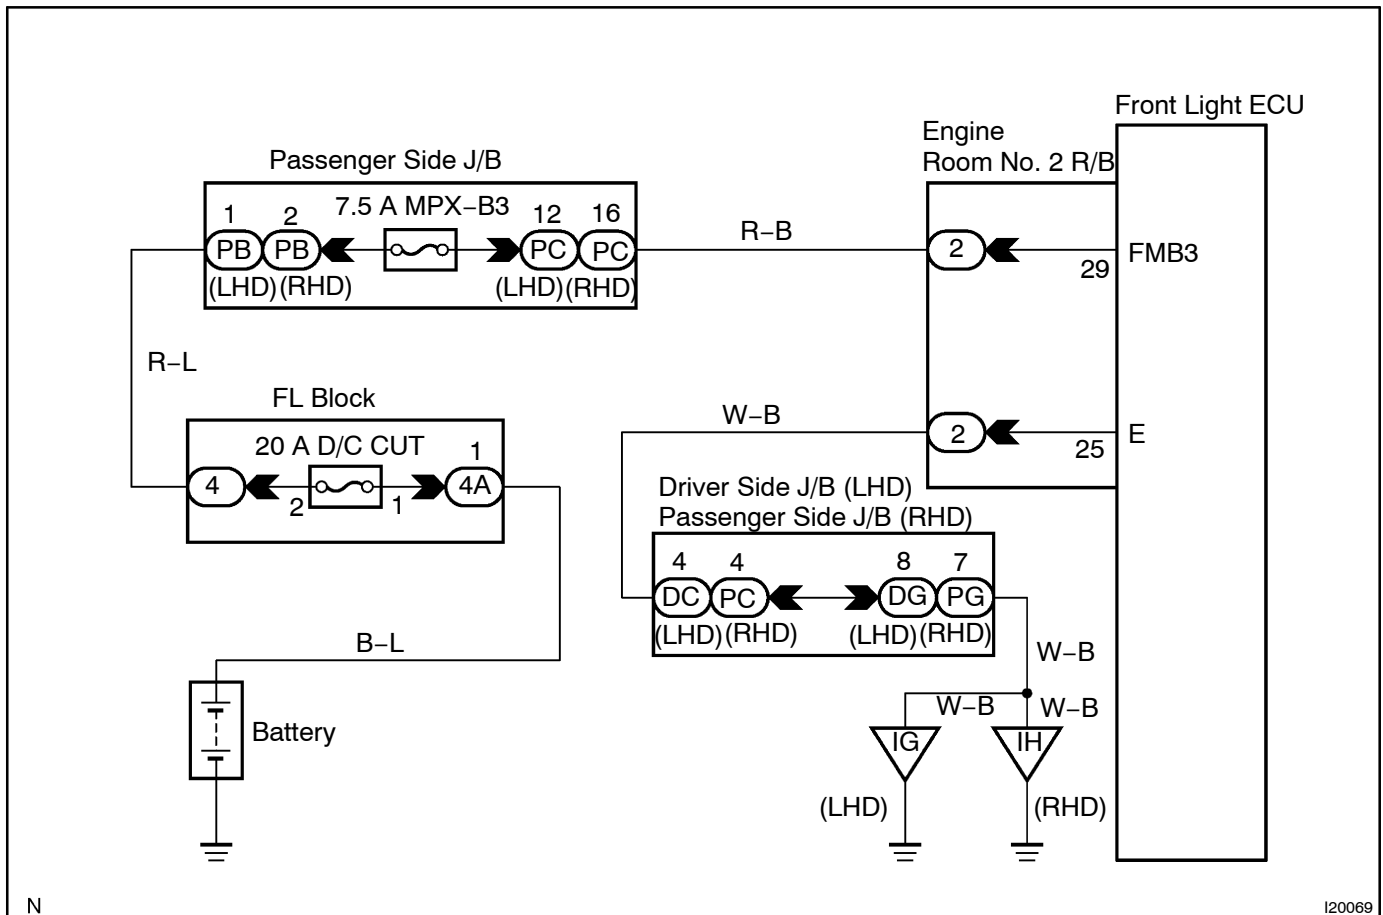 Front Light ECU
Engine
Room No. 2 R/B
Passenger Side J/B
7.5 A MPX−B3
1 2 12 16
PB PB PC PC
(LHD) (RHD) (LHD) (RHD)
R−B
2
29
FMB3
R−L
FL Block
20 A D/C CUT
1
4 4A
2 1
W−B
2
25
E
Driver Side J/B (LHD)
Passenger Side J/B (RHD)
4 4 8 7
DC PC DG PG
(LHD) (RHD) (LHD) (RHD)
B−L
Battery
W−B
W−B W−B
IG IH
(LHD) (RHD)
N
I20069